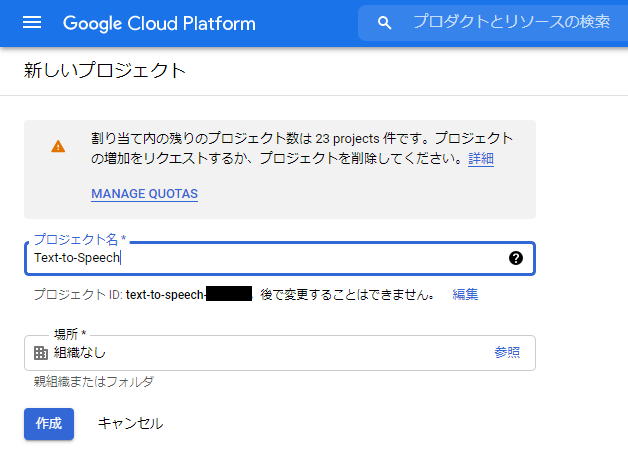 Google Cloud Platform
プロダクトとリソースの検索
新しいプロジェクト
割り当て内の残りのプロジェクト数は 23 projects 件です。プロジェクト
の増加をリクエストするか、プロジェクトを削除してください。詳細
MANAGE QUOTAS
プロジェクト名 *
Text-to-Speech
プロジェクト ID: text-to-speech- 後で変更することはできません。 編集
場所 *
組織なし 参照
親組織またはフォルダ
作成 キャンセル